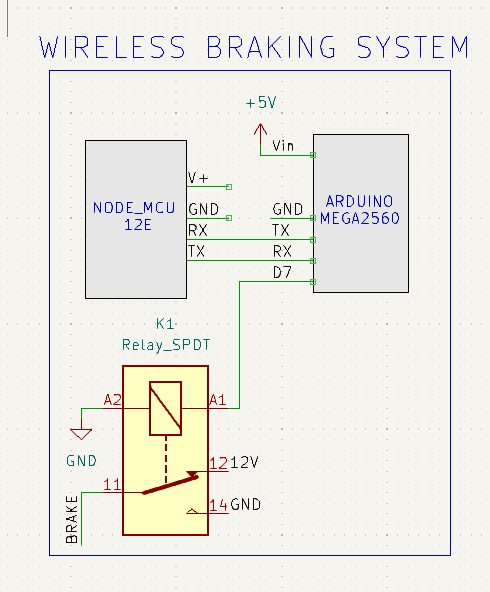 WIRELESS BRAKING SYSTEM
+5V
Vin
V+
NODE_MCU
12E
ARDUINO
MEGA2560
GND
GND
RX
TX
TX
RX
D7
K1
Relay_SPDT
A2
A1
GND
12
12V
11
14
GND
BRAKE